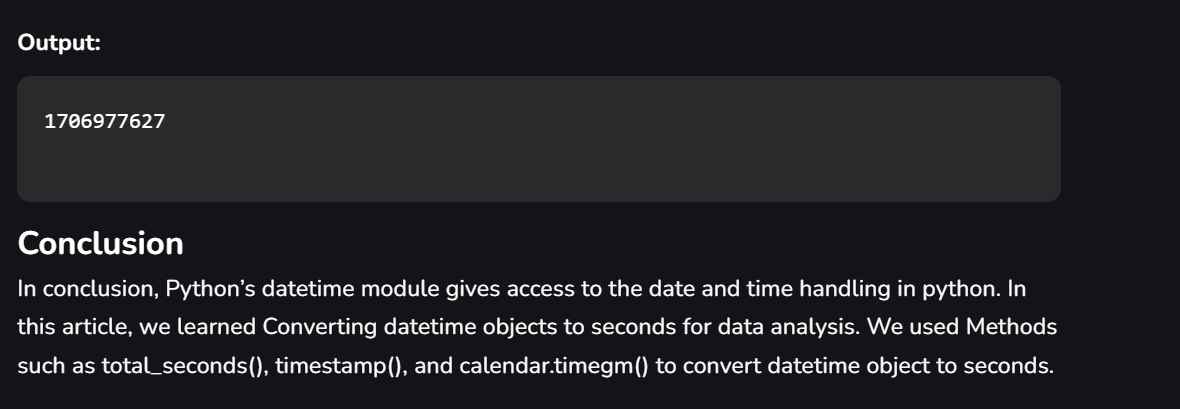 Output:
1706977627
Conclusion
In conclusion, Python’s datetime module gives access to the date and time handling in python. In
this article, we learned Converting datetime objects to seconds for data analysis. We used Methods
such as total_seconds(), timestamp(), and calendar.timegm() to convert datetime object to seconds.